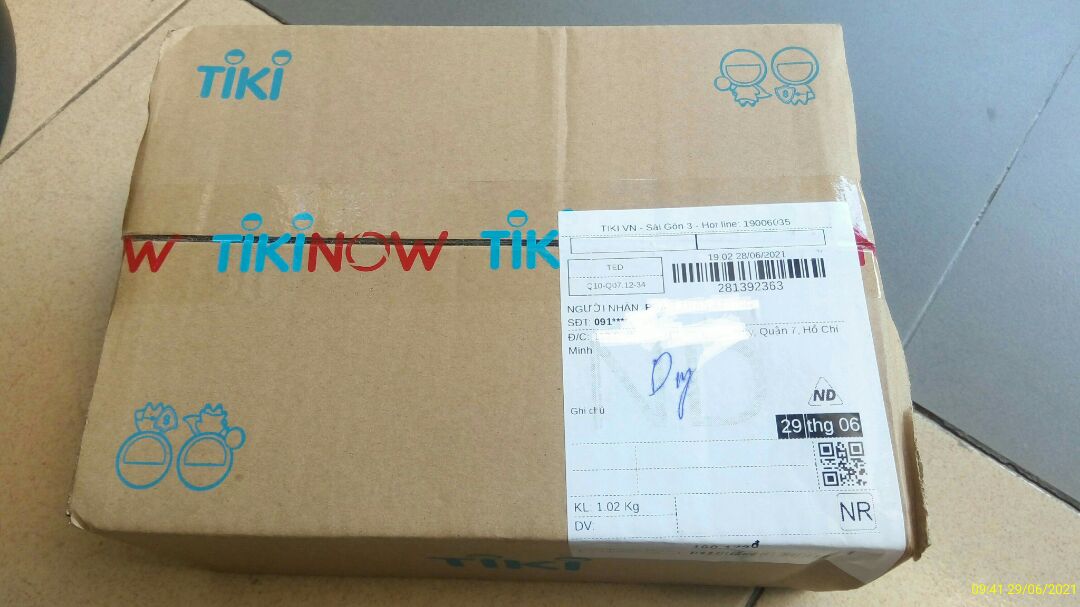 TiKi
TiKiNOW TiKi
TIKI VN - Sài Gòn 3 - Hot line: 19006035
19:02 28/06/2021
TED
Q10-Q07.12-34
281392363
NGƯỜI NHẬN:
SĐT: 091***
Đ/C: Quận 7, Hồ Chí
Minh
Duy
ND
Ghi chú
29 thg 06
KL: 1.02 Kg
NR
DV:
TiKi
09:41 29/06/2021